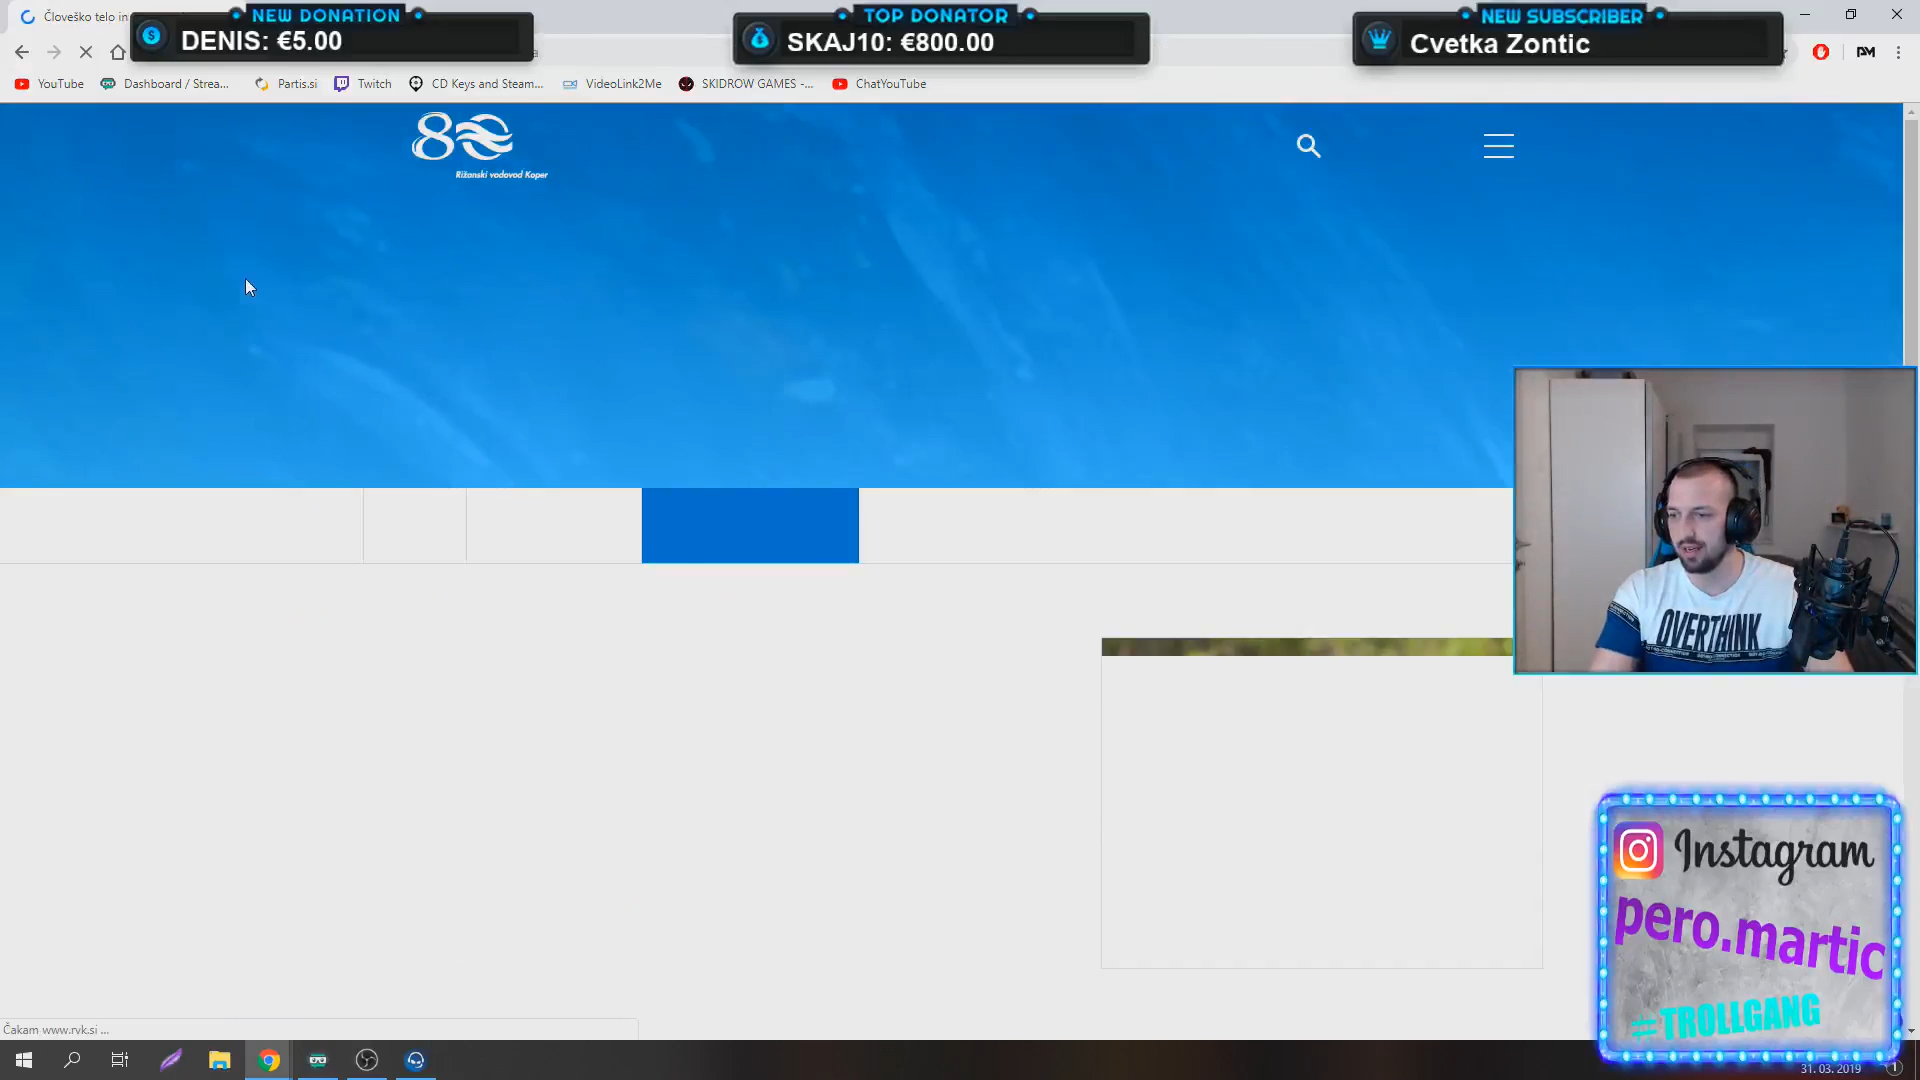 Človeško telo in
NEW DONATION
DENIS: €5.00
TOP DONATOR
SKAJ10: €800.00
NEW SUBSCRIBER
Cvetka Zontic
YouTube
Dashboard / Strea...
Partis.si
Twitch
CD Keys and Steam...
VideoLink2Me
SKIDROW GAMES -...
ChatYouTube
80
Rižanski vodovod Koper
OVERTHINK
Instagram
pero.martic
#TROLLGANG
Čakam www.rvk.si ...
31. 03. 2019
1